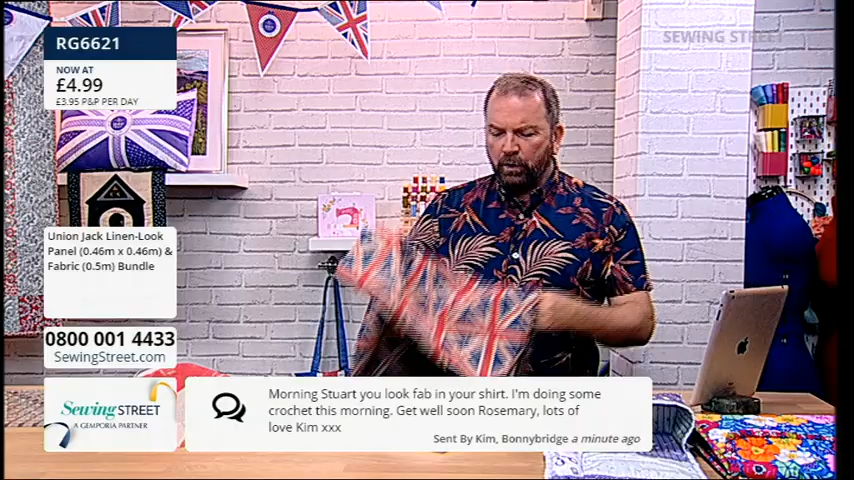 RG6621
SEWING STREET
NOW AT
£4.99
£3.95 P&P PER DAY
Union Jack Linen-Look
Panel (0.46m x 0.46m) &
Fabric (0.5m) Bundle
0800 001 4433
SewingStreet.com
Sewing STREET
A GEMPORIA PARTNER
Morning Stuart you look fab in your shirt. I'm doing some
crochet this morning. Get well soon Rosemary, lots of
love Kim xxx
Sent By Kim, Bonnybridge a minute ago